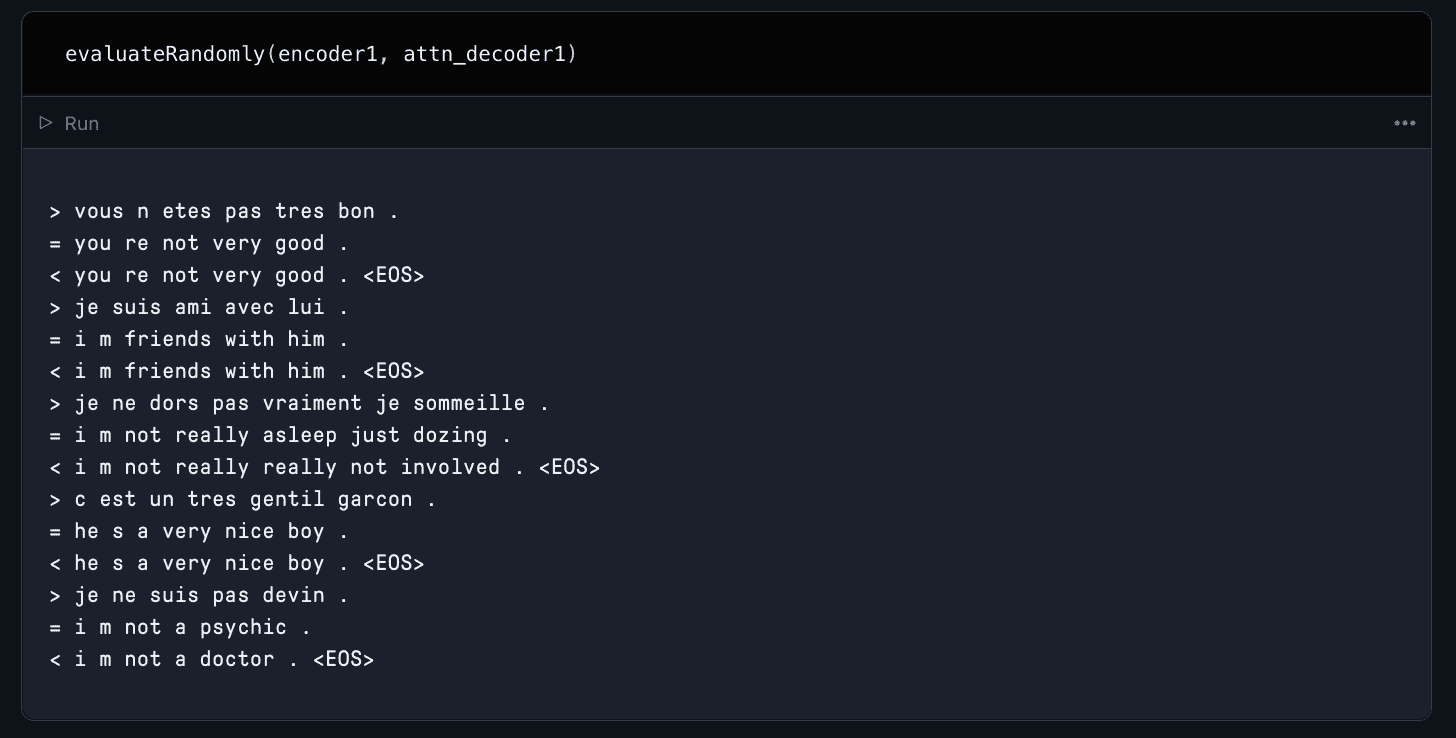 evaluateRandomly(encoder1, attn_decoder1)
Run
> vous n etes pas tres bon .
= you re not very good .
< you re not very good . <EOS>
> je suis ami avec lui .
= i m friends with him .
< i m friends with him . <EOS>
> je ne dors pas vraiment je sommeille .
= i m not really asleep just dozing .
< i m not really really not involved . <EOS>
> c est un tres gentil garcon .
= he s a very nice boy .
< he s a very nice boy . <EOS>
> je ne suis pas devin .
= i m not a psychic .
< i m not a doctor . <EOS>